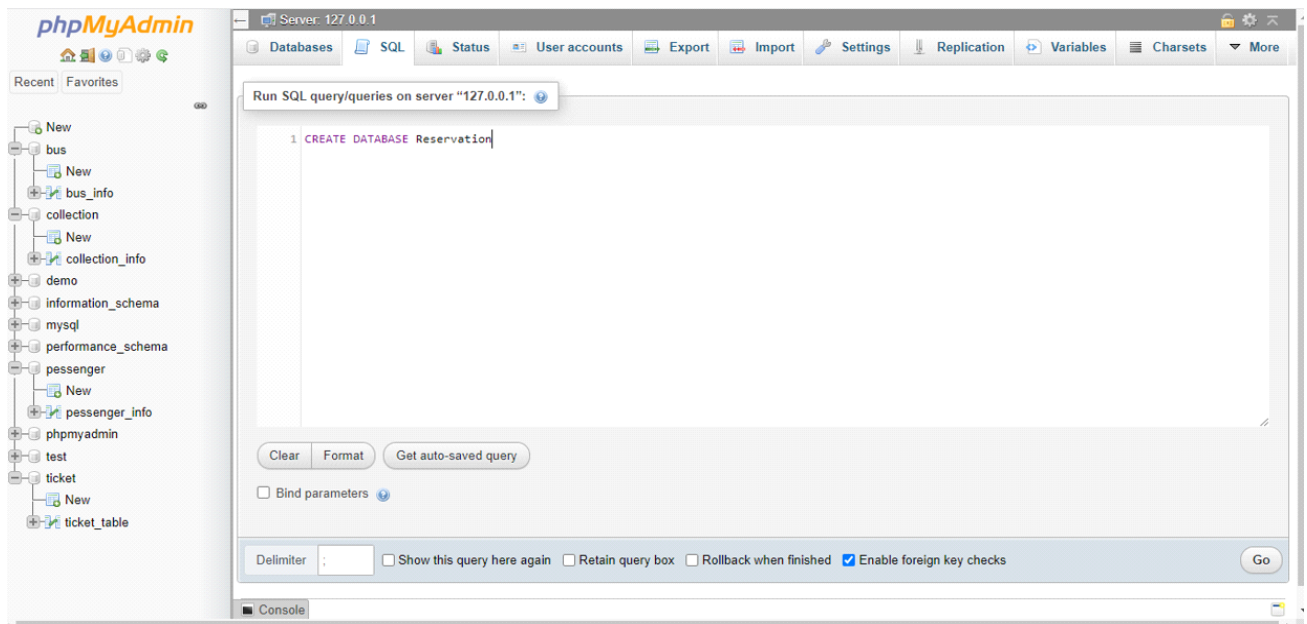 phpMyAdmin
Recent Favorites
New
bus
New
bus_info
collection
New
collection_info
demo
information_schema
mysql
performance_schema
pessenger
New
pessenger_info
phpmyadmin
test
ticket
New
ticket_table
Server: 127.0.0.1
Databases SQL Status User accounts Export Import Settings Replication Variables Charsets More
Run SQL query/queries on server “127.0.0.1”:
1 CREATE DATABASE Reservation
Clear Format Get auto-saved query
Bind parameters
Delimiter ; Show this query here again Retain query box Rollback when finished Enable foreign key checks Go
Console